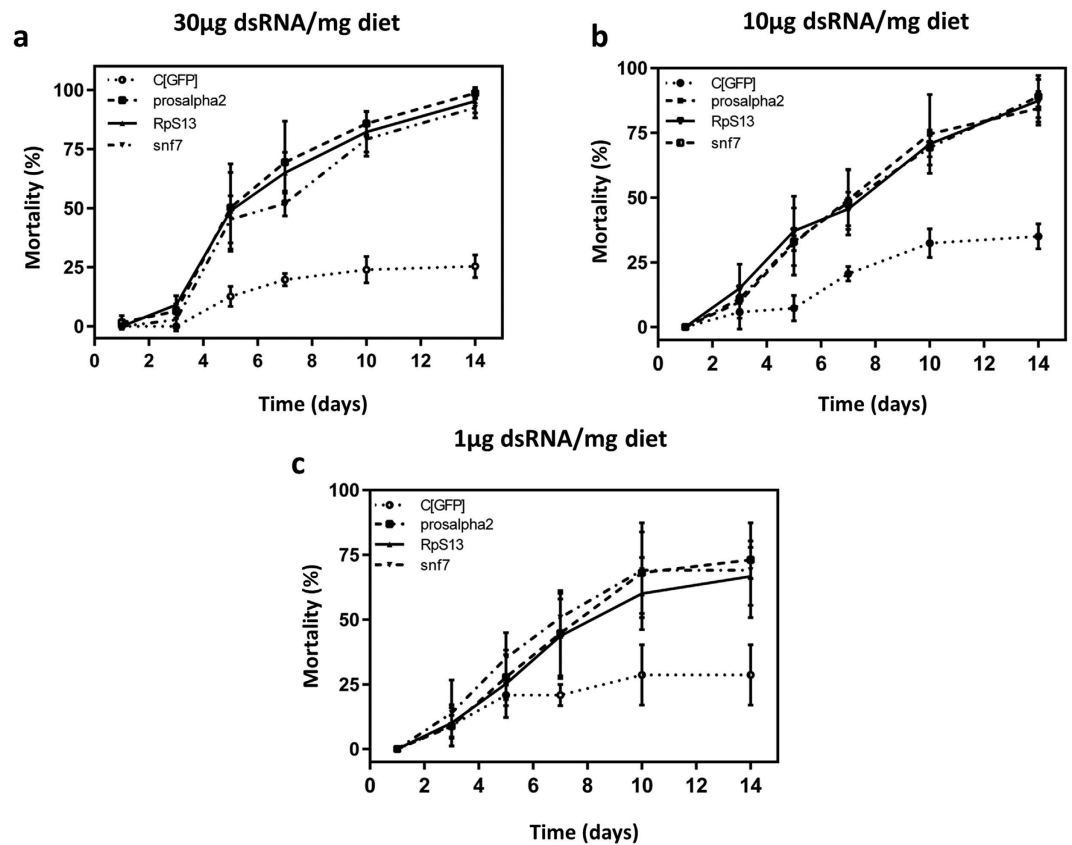 30µg dsRNA/mg diet
a
C[GFP]
prosalpha2
RpS13
snf7
100
75
50
25
0
Mortality (%)
0 2 4 6 8 10 12 14
Time (days)
10µg dsRNA/mg diet
b
C[GFP]
prosalpha2
RpS13
snf7
100
75
50
25
0
Mortality (%)
0 2 4 6 8 10 12 14
Time (days)
1µg dsRNA/mg diet
c
C[GFP]
prosalpha2
RpS13
snf7
100
75
50
25
0
Mortality (%)
0 2 4 6 8 10 12 14
Time (days)